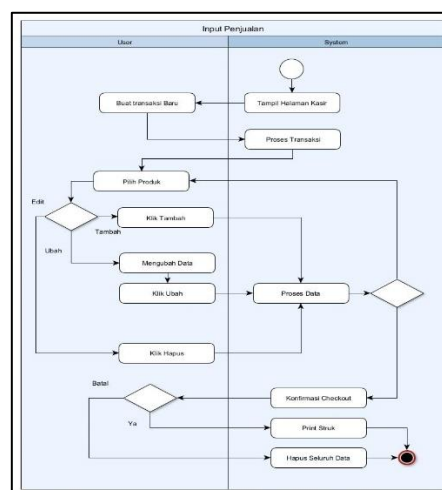 Input Penjualan
User
System
Buat transaksi Baru
Tampil Halaman Kasir
Proses Transaksi
Pilih Produk
Edit
Klik Tambah
Tambah
Ubah
Mengubah Data
Klik Ubah
Proses Data
Klik Hapus
Batal
Konfirmasi Checkout
Ya
Print Struk
Hapus Seluruh Data